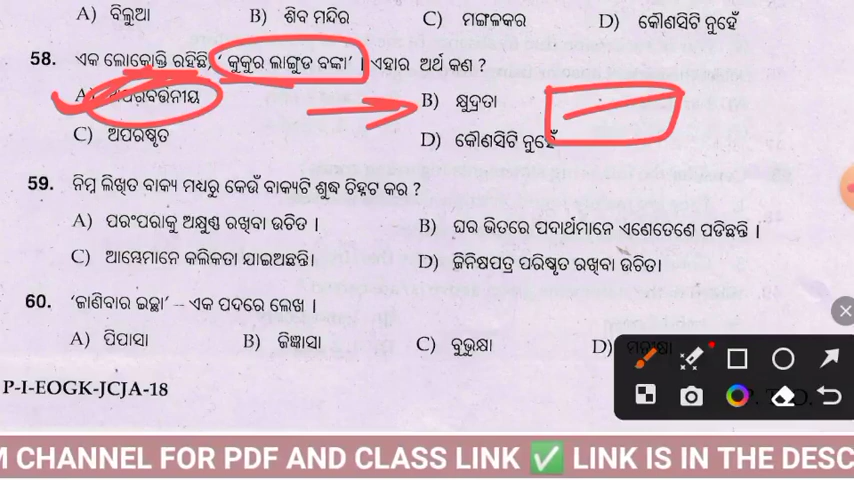 A) ବିଲୁଆ B) ଶିବ ମନ୍ଦିର C) ମଙ୍ଗଳକର D) କୌଣସିଟି ନୁହେଁ
58. ଏକ ଲୋକୋକ୍ତି ରହିଛି, 'କୁକୁର ଲାଙ୍ଗୁଡ ବଙ୍କା' । ଏହାର ଅର୍ଥ କଣ ?
A) ଅପରିବର୍ତ୍ତନୀୟ B) କ୍ଷୁଦ୍ରତା
C) ଅପରଷ୍କୃତ D) କୌଣସିଟି ନୁହେଁ
59. ନିମ୍ନ ଲିଖିତ ବାକ୍ୟ ମଧ୍ୟରୁ କେଉଁ ବାକ୍ୟଟି ଶୁଦ୍ଧ ଚିହ୍ନଟ କର ?
A) ପରଂପରାକୁ ଅକ୍ଷୁଣ୍ଣ ରଖିବା ଉଚିତ । B) ଘର ଭିତରେ ପଦାର୍ଥମାନେ ଏଣେତେଣେ ପଡିଛନ୍ତି ।
C) ଆମ୍ଭେମାନେ କଲିକତା ଯାଇଅଛନ୍ତି। D) ଜିନିଷପତ୍ର ପରିଷ୍କୃତ ରଖିବା ଉଚିତ।
60. 'ଜାଣିବାର ଇଚ୍ଛା' – ଏକ ପଦରେ ଲେଖ ।
A) ପିପାସା B) ଜିଜ୍ଞାସା C) ବୁଭୁକ୍ଷା D)
P-I-EOGK-JCJA-18
M CHANNEL FOR PDF AND CLASS LINK ✅ LINK IS IN THE DESC